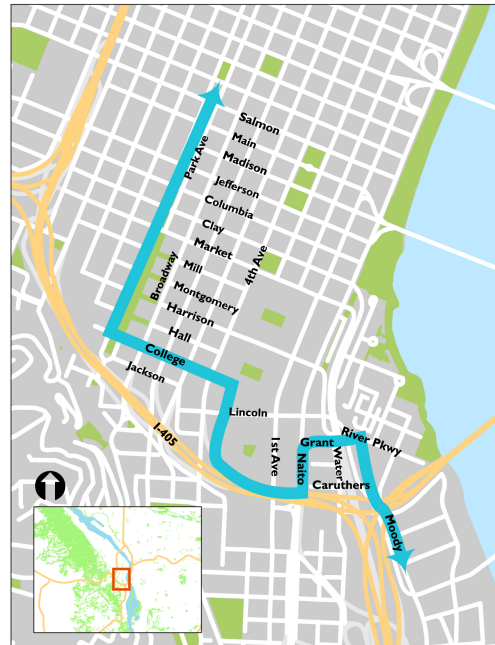 Salmon
Main
Park Ave
Madison
Jefferson
Columbia
Clay
Market
4th Ave
Mill
Broadway
Montgomery
Harrison
Hall
College
Jackson
Lincoln
I-405
1st Ave
Grant
River Pkwy
Naito
Water
Caruthers
Moody